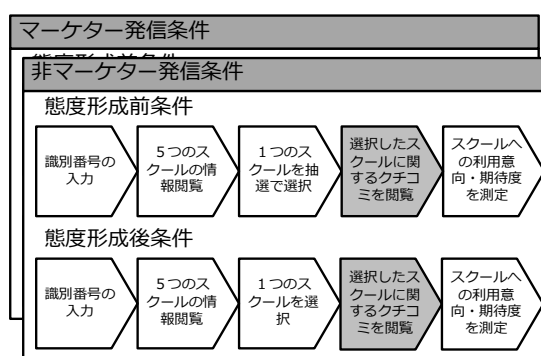 マーケター発信条件
非マーケター発信条件
態度形成前条件
識別番号の
入力
５つのス
クールの情
報閲覧
１つのス
クールを抽
選で選択
選択したス
クールに関
するクチコ
ミを閲覧
スクールへ
の利用意
向・期待度
を測定
態度形成後条件
識別番号の
入力
５つのス
クールの情
報閲覧
１つのス
クールを選
択
選択したス
クールに関
するクチコ
ミを閲覧
スクールへ
の利用意
向・期待度
を測定